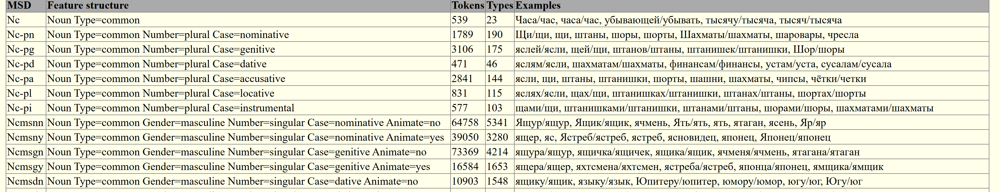 MSD Feature structure Tokens Types Examples
Nc Noun Type=common 539 23 Часа/час, часа/час, убывающей/убывать, тысячу/тысяча, тысяч/тысяча
Nc-pn Noun Type=common Number=plural Case=nominative 1789 190 Щи/щи, щи, штаны, шоры, шорты, Шахматы/шахматы, шаровары, чресла
Nc-pg Noun Type=common Number=plural Case=genitive 3106 175 яслей/ясли, щей/щи, штанов/штаны, штанишек/штанишки, Шор/шоры
Nc-pd Noun Type=common Number=plural Case=dative 471 46 яслям/ясли, шахматам/шахматы, финансам/финансы, устам/уста, сусалам/сусала
Nc-pa Noun Type=common Number=plural Case=accusative 2841 144 ясли, щи, штаны, штанишки, шорты, шашни, шахматы, чипсы, чётки/четки
Nc-pl Noun Type=common Number=plural Case=locative 831 115 яслях/ясли, щах/щи, штанишках/штанишки, штанах/штаны, шортах/шорты
Nc-pi Noun Type=common Number=plural Case=instrumental 577 103 щами/щи, штанишками/штанишки, штанами/штаны, шорами/шоры, шахматами/шахматы
Ncmsnn Noun Type=common Gender=masculine Number=singular Case=nominative Animate=no 64758 5341 Ящур/ящур, Ящик/ящик, ячмень, Ять/ять, ять, ятаган, ясень, Яр/яр
Ncmsny Noun Type=common Gender=masculine Number=singular Case=nominative Animate=yes 39050 3280 ящер, яс, Ястреб/ястреб, ястреб, ясновидец, японец, Японец/японец
Ncmsgn Noun Type=common Gender=masculine Number=singular Case=genitive Animate=no 73369 4214 ящура/ящур, ящичка/ящичек, ящика/ящик, ячменя/ячмень, ятагана/ятаган
Ncmsgy Noun Type=common Gender=masculine Number=singular Case=genitive Animate=yes 16584 1653 ящера/ящер, яхтсмена/яхтсмен, ястреба/ястреб, японца/японец, ямщика/ямщик
Ncmsdn Noun Type=common Gender=masculine Number=singular Case=dative Animate=no 10903 1548 ящику/ящик, языку/язык, Юпитеру/юпитер, юмору/юмор, югу/юг, Югу/юг